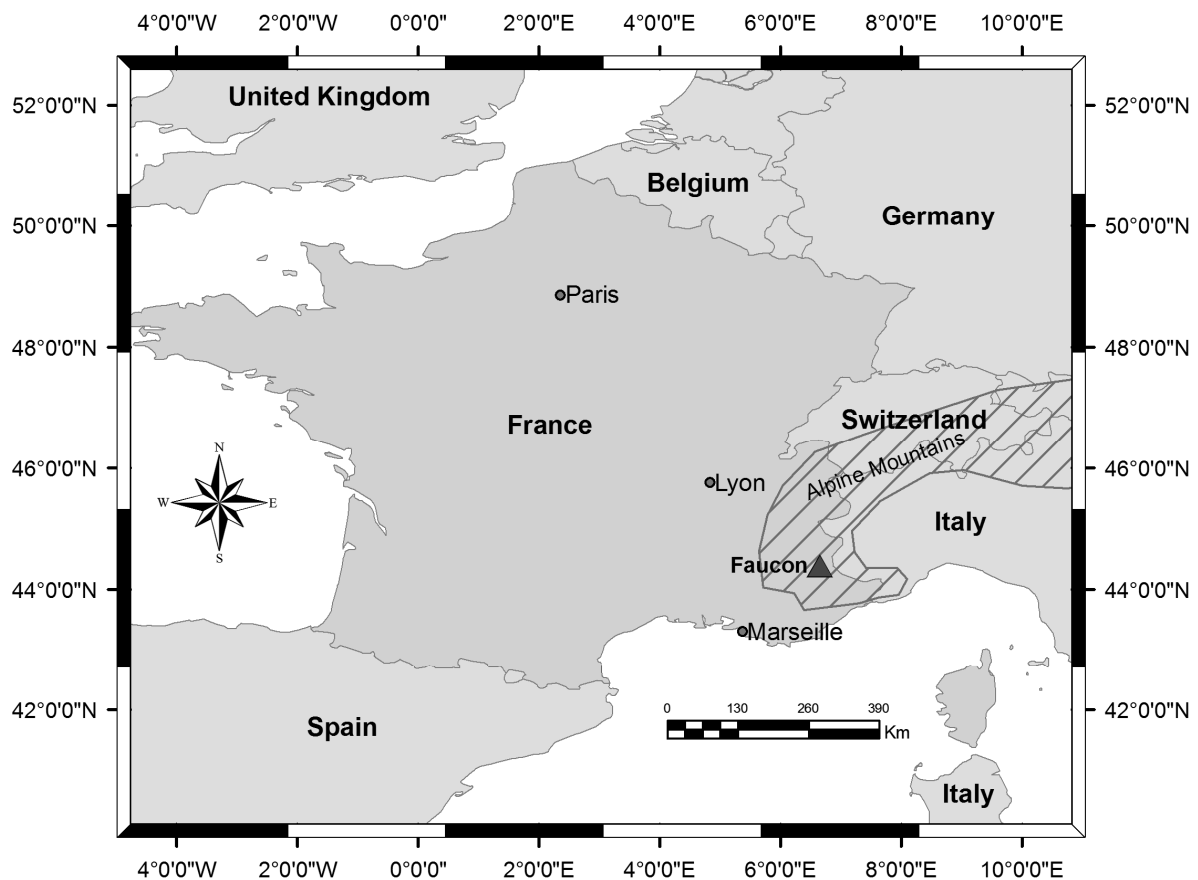 4°0'0"W 2°0'0"W 0°0'0" 2°0'0"E 4°0'0"E 6°0'0"E 8°0'0"E 10°0'0"E
52°0'0"N United Kingdom 52°0'0"N
Belgium
50°0'0"N Germany 50°0'0"N
Paris
48°0'0"N 48°0'0"N
France Switzerland
Alpine Mountains
N
46°0'0"N Lyon 46°0'0"N
W E Italy
S
Faucon
44°0'0"N 44°0'0"N
Marseille
42°0'0"N 0 130 260 390 42°0'0"N
Spain Km
Italy
4°0'0"W 2°0'0"W 0°0'0" 2°0'0"E 4°0'0"E 6°0'0"E 8°0'0"E 10°0'0"E